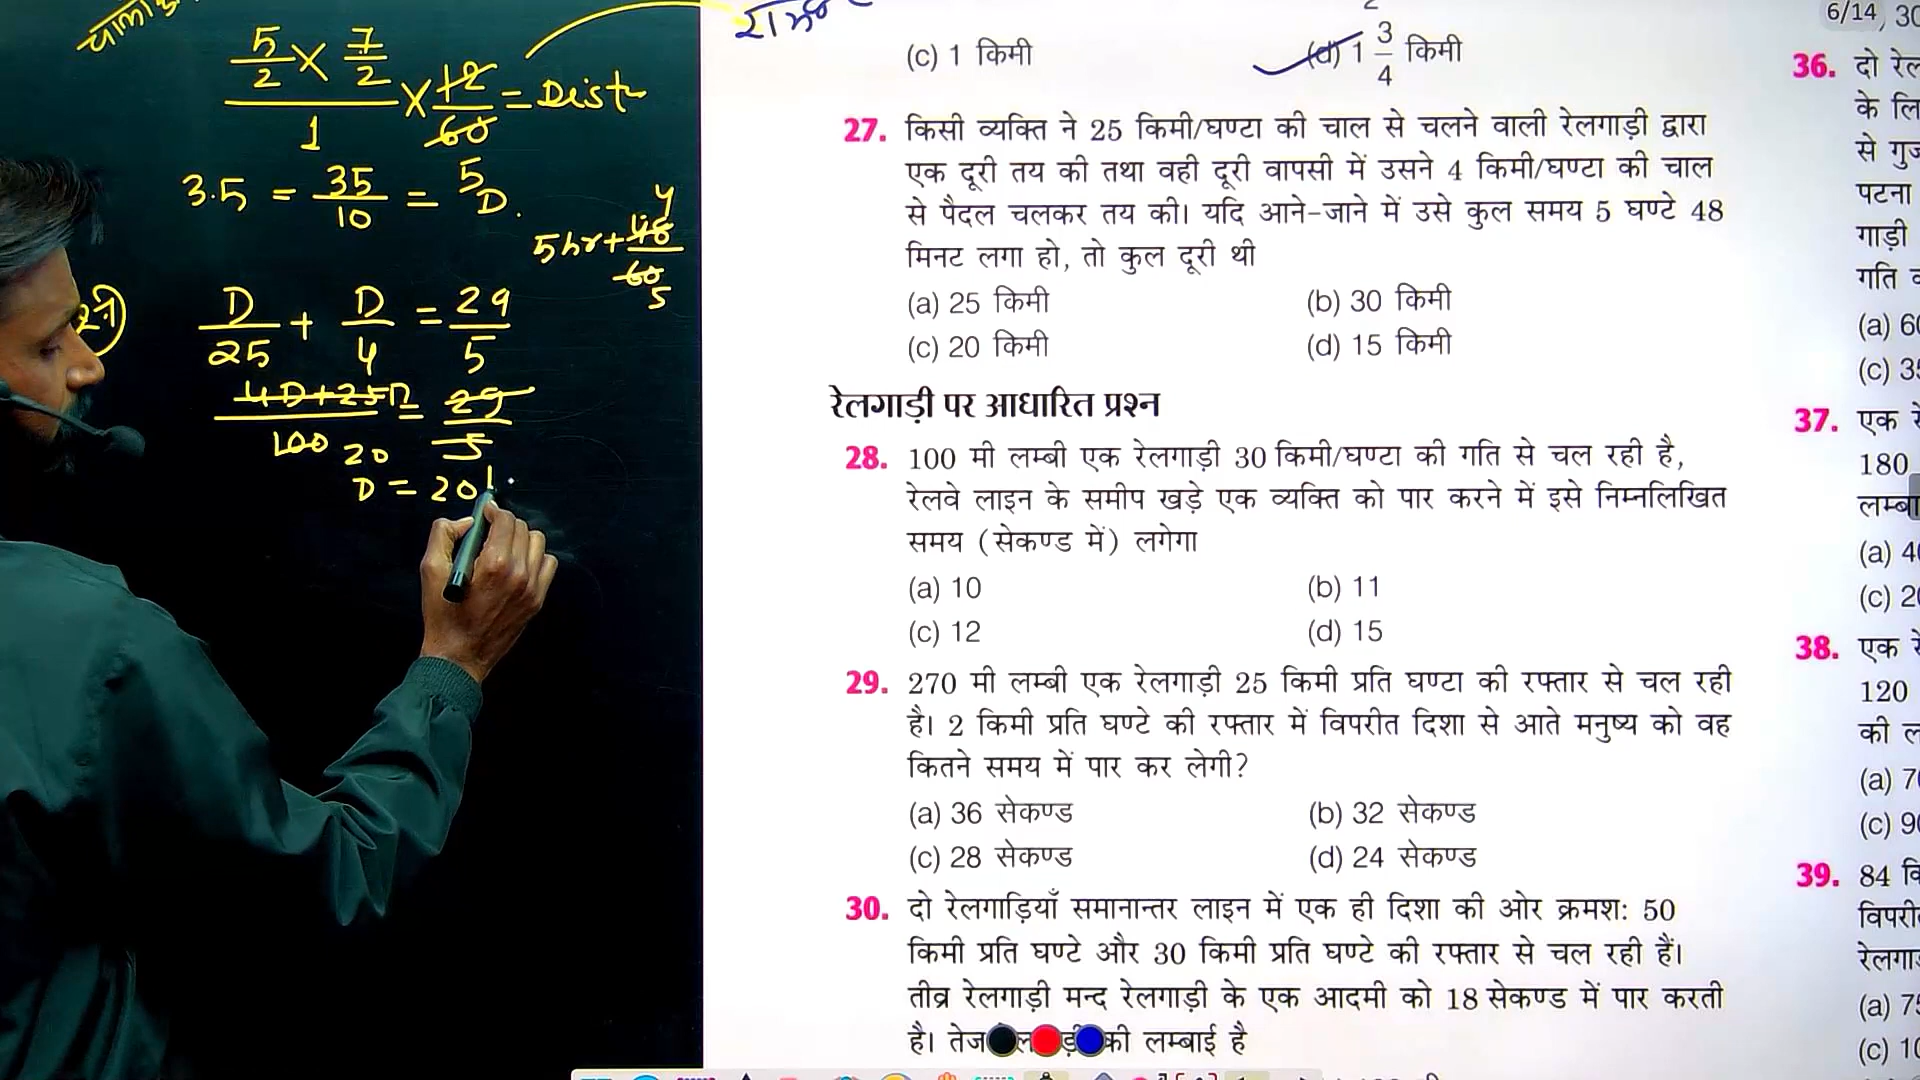 5/2 × 7/2
/ 1 × 12/60 = Dist
3.5 = 35/10 = D.
5
5hr + 48/60
4
5
27)
D/25 + D/4 = 29/5
4D+25D/100 = 29/5
20
D = 20
(c) 1 किमी
(d) 1 3/4 किमी
27. किसी व्यक्ति ने 25 किमी/घण्टा की चाल से चलने वाली रेलगाड़ी द्वारा
एक दूरी तय की तथा वही दूरी वापसी में उसने 4 किमी/घण्टा की चाल
से पैदल चलकर तय की। यदि आने-जाने में उसे कुल समय 5 घण्टे 48
मिनट लगा हो, तो कुल दूरी थी
(a) 25 किमी (b) 30 किमी
(c) 20 किमी (d) 15 किमी
रेलगाड़ी पर आधारित प्रश्न
28. 100 मी लम्बी एक रेलगाड़ी 30 किमी/घण्टा की गति से चल रही है,
रेलवे लाइन के समीप खड़े एक व्यक्ति को पार करने में इसे निम्नलिखित
समय (सेकण्ड में) लगेगा
(a) 10 (b) 11
(c) 12 (d) 15
29. 270 मी लम्बी एक रेलगाड़ी 25 किमी प्रति घण्टा की रफ्तार से चल रही
है। 2 किमी प्रति घण्टे की रफ्तार में विपरीत दिशा से आते मनुष्य को वह
कितने समय में पार कर लेगी?
(a) 36 सेकण्ड (b) 32 सेकण्ड
(c) 28 सेकण्ड (d) 24 सेकण्ड
30. दो रेलगाड़ियाँ समानान्तर लाइन में एक ही दिशा की ओर क्रमश: 50
किमी प्रति घण्टे और 30 किमी प्रति घण्टे की रफ्तार से चल रही हैं।
तीव्र रेलगाड़ी मन्द रेलगाड़ी के एक आदमी को 18 सेकण्ड में पार करती
है। तेज की लम्बाई है
6/14
36. दो
के
से
पटना
गाड़ी
गति
(a)
(c)
37. एक
180
(a)
(c)
38. एक
120
की
(a)
(c)
39. 84
(a)
(c)